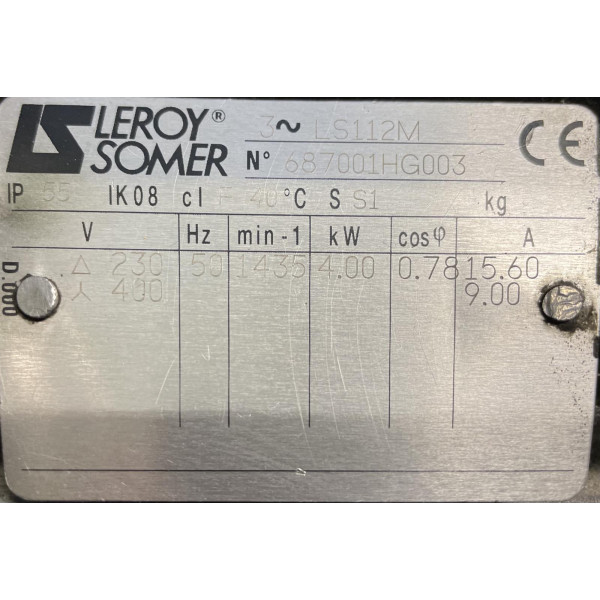 LEROY®
SOMER
3~ LS112M
N° 687001HG003
CE
IP 55 IK08 cl F 40°C S S1 kg
V Hz min-1 kW cosφ A
△ 230 50 1435 4.00 0.78 15.60
⅄ 400 9.00
D.000